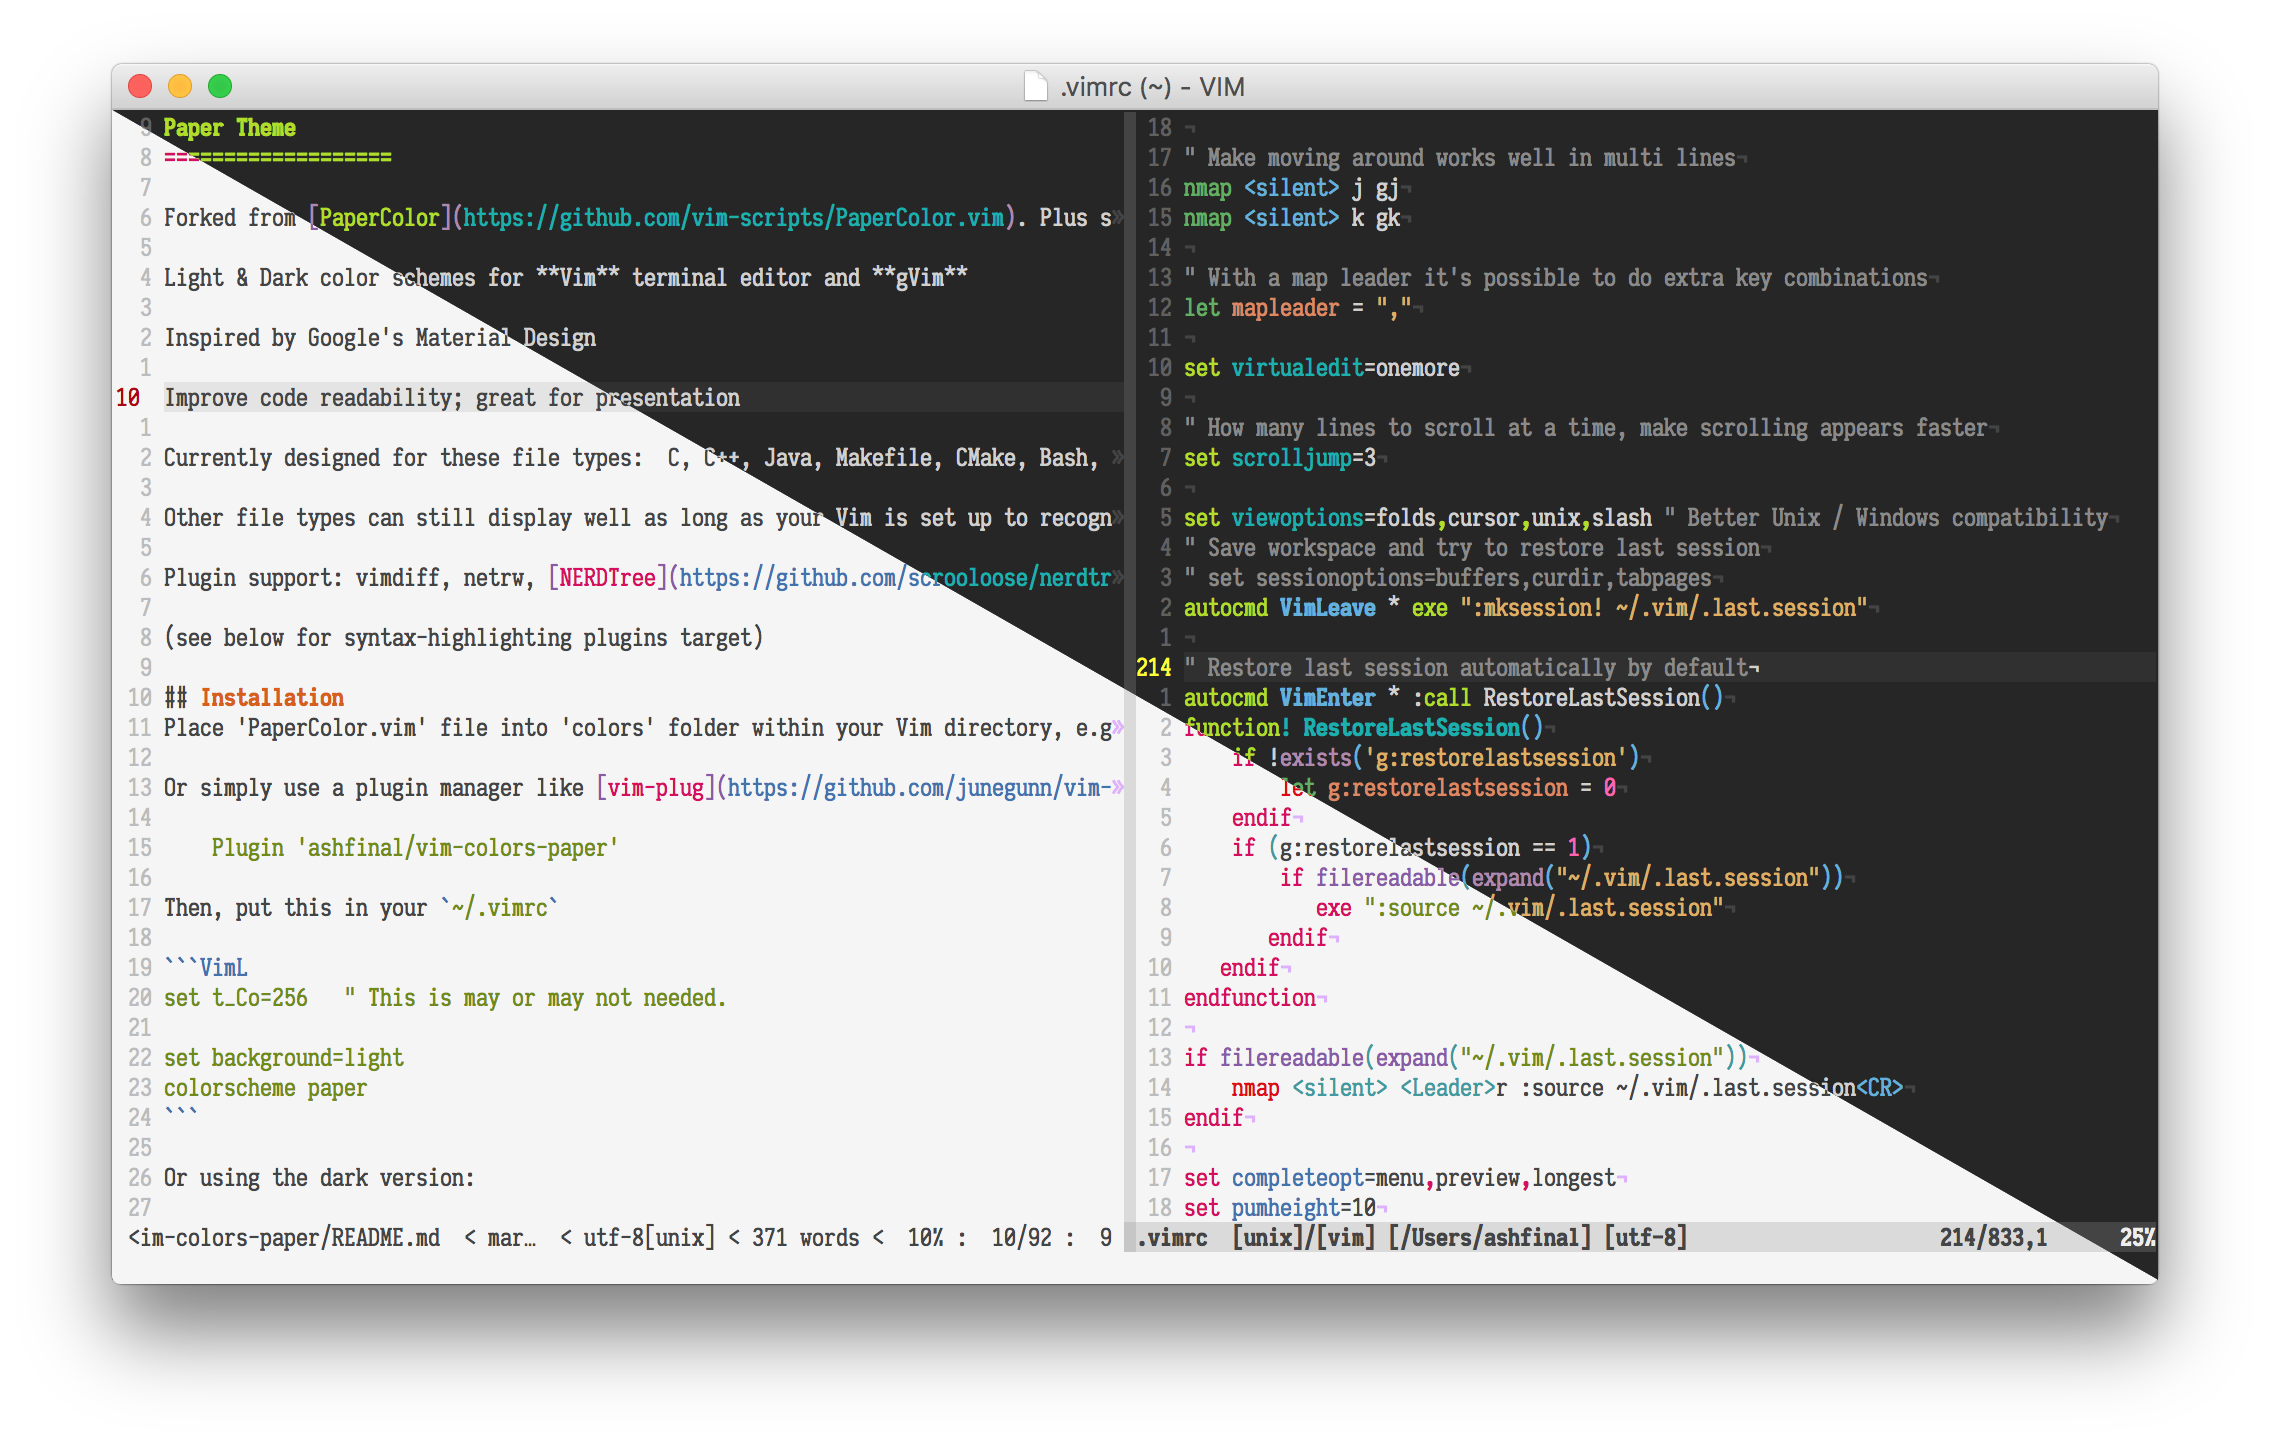 .vimrc (~) - VIM
9 Paper Theme
8 ===================
7
6 Forked from [PaperColor](https://github.com/vim-scripts/PaperColor.vim). Plus s»
5
4 Light & Dark color schemes for **Vim** terminal editor and **gVim**
3
2 Inspired by Google's Material Design
1
10 Improve code readability; great for presentation
1
2 Currently designed for these file types:  C, C++, Java, Makefile, CMake, Bash, »
3
4 Other file types can still display well as long as your Vim is set up to recogn»
5
6 Plugin support: vimdiff, netrw, [NERDTree](https://github.com/scrooloose/nerdtr»
7
8 (see below for syntax-highlighting plugins target)
9
10 ## Installation
11 Place 'PaperColor.vim' file into 'colors' folder within your Vim directory, e.g»
12
13 Or simply use a plugin manager like [vim-plug](https://github.com/junegunn/vim-»
14
15     Plugin 'ashfinal/vim-colors-paper'
16
17 Then, put this in your `~/.vimrc`
18
19 ```VimL
20 set t_Co=256   " This is may or may not needed.
21
22 set background=light
23 colorscheme paper
24 ```
25
26 Or using the dark version:
27
<im-colors-paper/README.md  < mar…  < utf-8[unix] < 371 words <  10% :  10/92 :  9
18 ¬
17 " Make moving around works well in multi lines¬
16 nmap <silent> j gj¬
15 nmap <silent> k gk¬
14 ¬
13 " With a map leader it's possible to do extra key combinations¬
12 let mapleader = ","¬
11 ¬
10 set virtualedit=onemore¬
9 ¬
8 " How many lines to scroll at a time, make scrolling appears faster¬
7 set scrolljump=3¬
6 ¬
5 set viewoptions=folds,cursor,unix,slash " Better Unix / Windows compatibility¬
4 " Save workspace and try to restore last session¬
3 " set sessionoptions=buffers,curdir,tabpages¬
2 autocmd VimLeave * exe ":mksession! ~/.vim/.last.session"¬
1 ¬
214 " Restore last session automatically by default¬
1 autocmd VimEnter * :call RestoreLastSession()¬
2 function! RestoreLastSession()¬
3     if !exists('g:restorelastsession')¬
4         let g:restorelastsession = 0¬
5     endif¬
6     if (g:restorelastsession == 1)¬
7         if filereadable(expand("~/.vim/.last.session"))¬
8            exe ":source ~/.vim/.last.session"¬
9        endif¬
10    endif¬
11 endfunction¬
12 ¬
13 if filereadable(expand("~/.vim/.last.session"))¬
14     nmap <silent> <Leader>r :source ~/.vim/.last.session<CR>¬
15 endif¬
16 ¬
17 set completeopt=menu,preview,longest¬
18 set pumheight=10¬
.vimrc  [unix]/[vim] [/Users/ashfinal] [utf-8] 214/833,1 25%